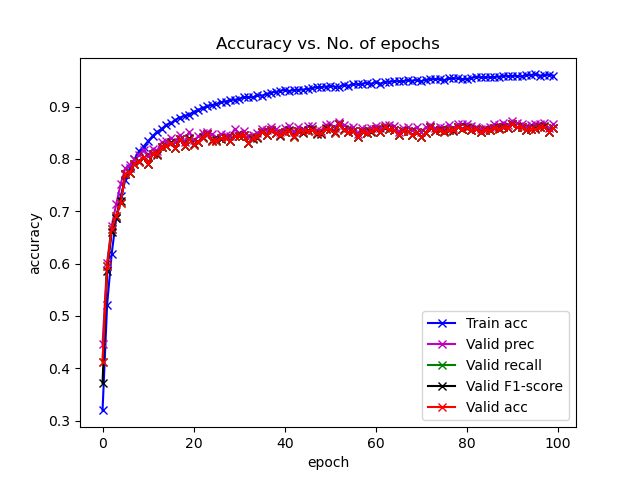 Accuracy vs. No. of epochs
accuracy
0.9
0.8
0.7
0.6
0.5
0.4
0.3
0
20
40
60
80
100
epoch
Train acc
Valid prec
Valid recall
Valid F1-score
Valid acc